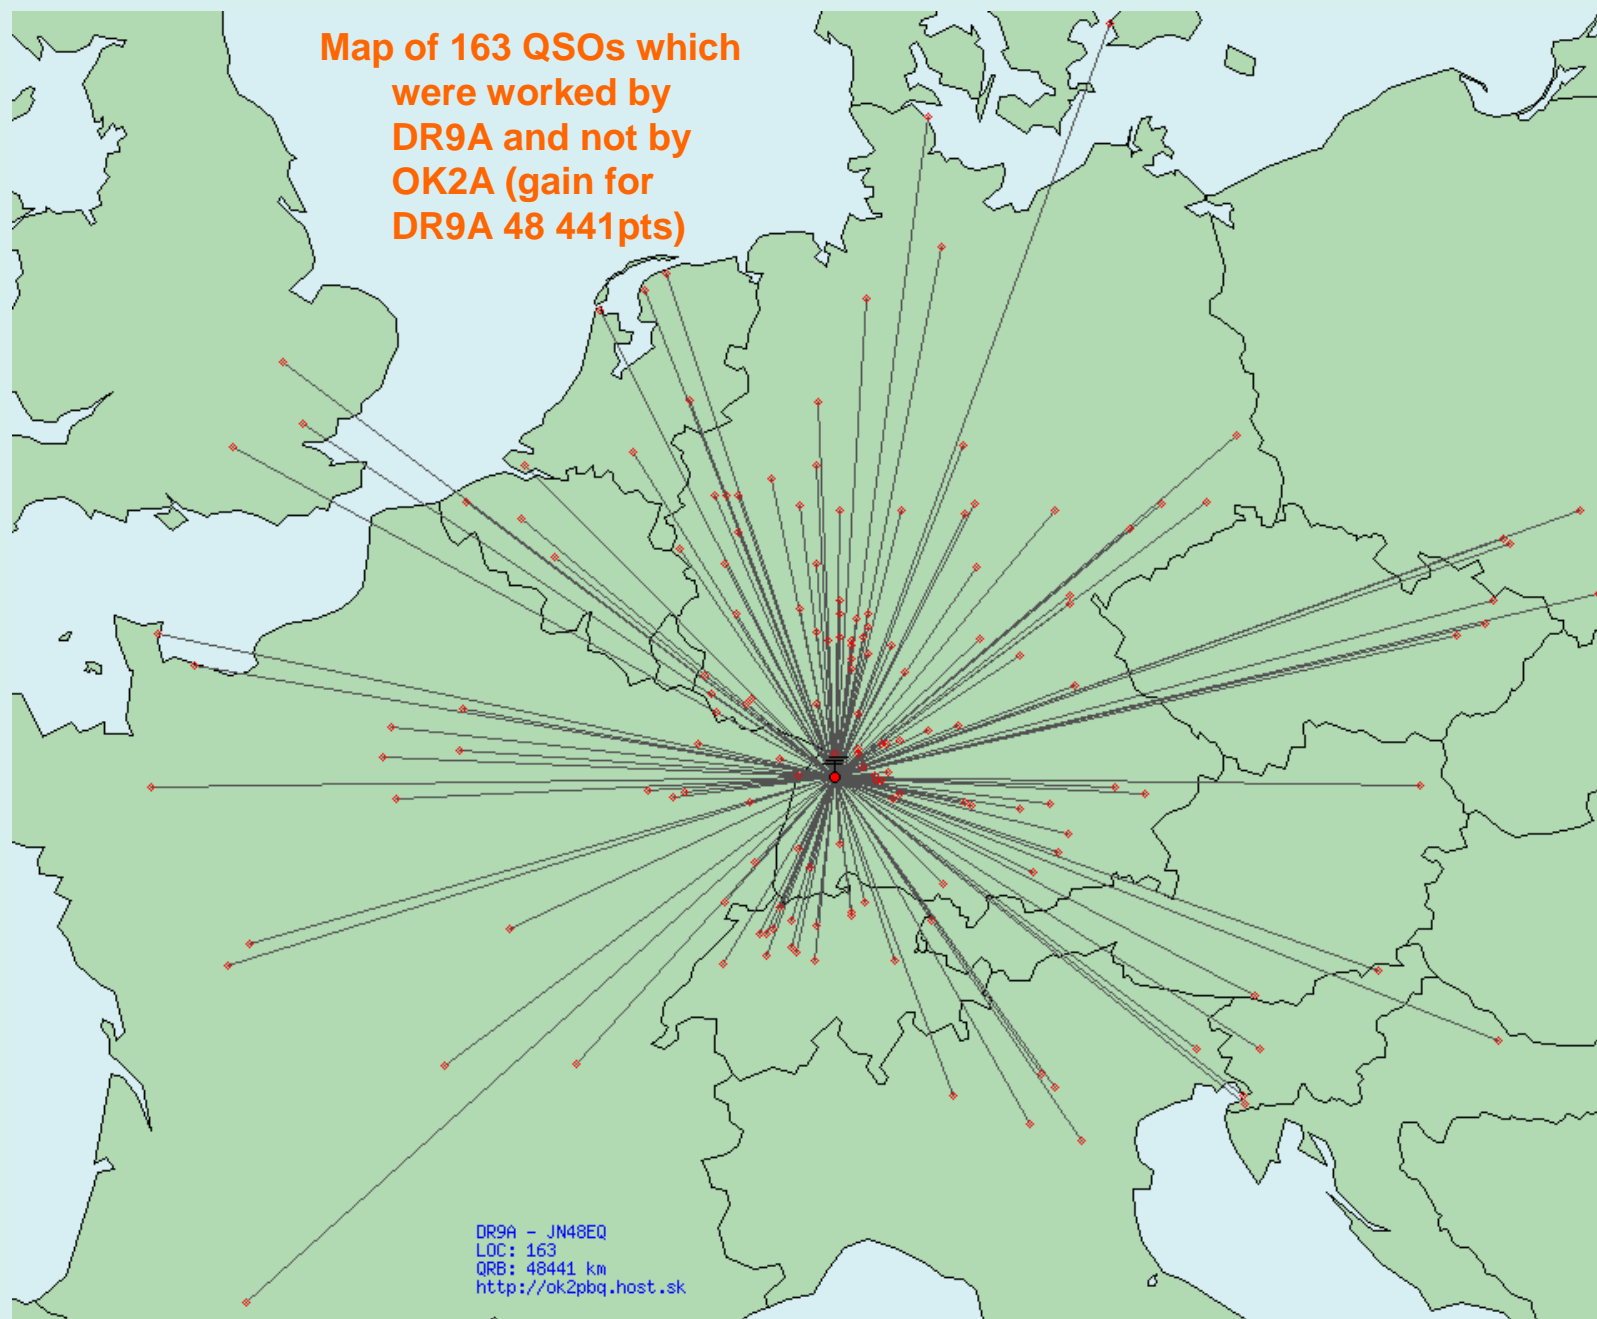 Map of 163 QSOs which
were worked by
DR9A and not by
OK2A (gain for
DR9A 48 441pts)
DR9A - JN48EQ
LOC: 163
QRB: 48441 km
http://ok2pbq.host.sk